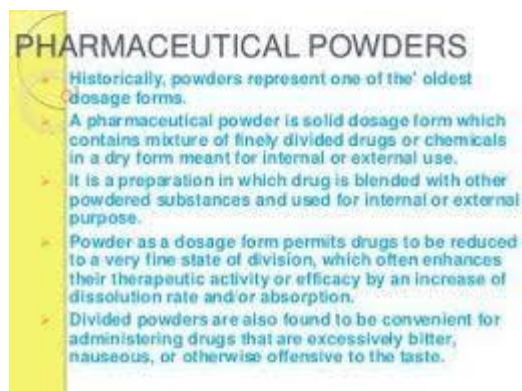 PHARMACEUTICAL POWDERS
Historically, powders represent one of the' oldest
dosage forms.
A pharmaceutical powder is solid dosage form which
contains mixture of finely divided drugs or chemicals
in a dry form meant for internal or external use.
It is a preparation in which drug is blended with other
powdered substances and used for internal or external
purpose.
Powder as a dosage form permits drugs to be reduced
to a very fine state of division, which often enhances
their therapeutic activity or efficacy by an increase of
dissolution rate and/or absorption.
Divided powders are also found to be convenient for
administering drugs that are excessively bitter,
nauseous, or otherwise offensive to the taste.